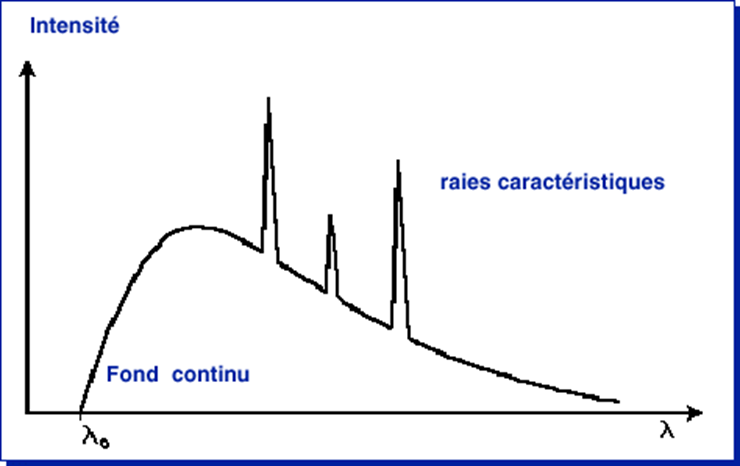 Intensité
raies caractéristiques
Fond continu
λ₀
λ